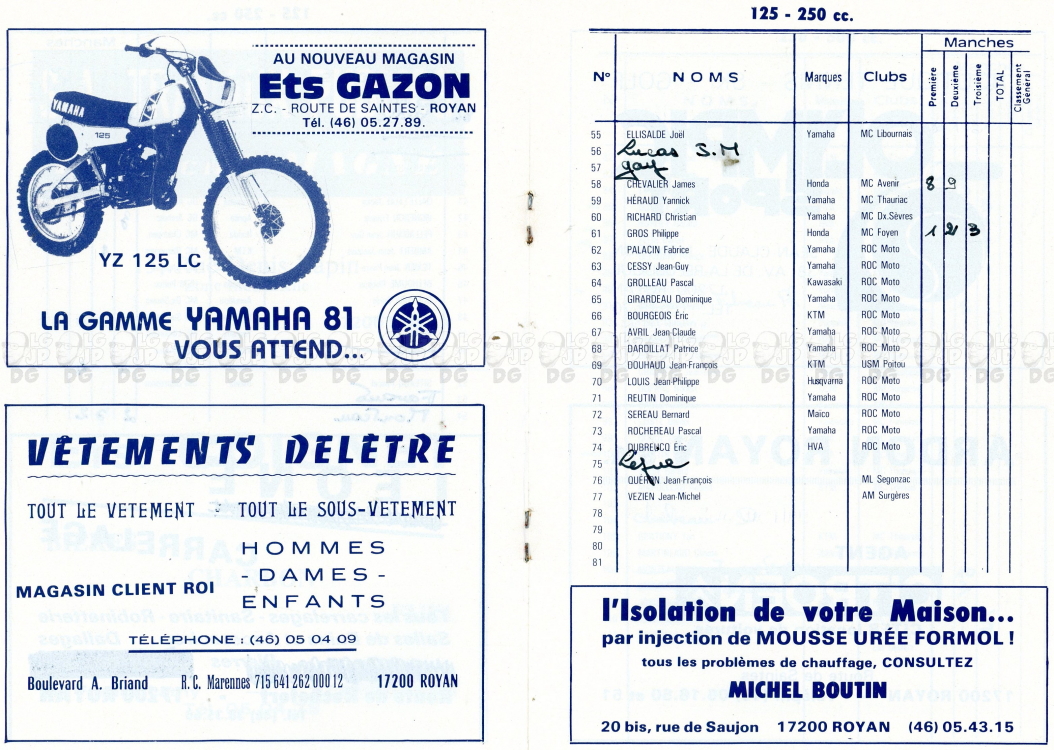 YAMAHA
125
AU NOUVEAU MAGASIN
Ets GAZON
Z.C. - ROUTE DE SAINTES - ROYAN
Tél. (46) 05.27.89.
YZ 125 LC
LA GAMME YAMAHA 81
VOUS ATTEND...
VÊTEMENTS DELÊTRE
TOUT LE VETEMENT - TOUT LE SOUS-VETEMENT
HOMMES
- DAMES -
ENFANTS
MAGASIN CLIENT ROI
TÉLÉPHONE : (46) 05 04 09
Boulevard A. Briand R.C. Marennes 715 641 262 000 12 17200 ROYAN
125 - 250 cc.
Manches
N° NOMS Marques Clubs Première Deuxième Troisième TOTAL Classement Général
55 ELLISALDE Joël Yamaha MC Libournais
56 Lucas J.M
57 Gay
58 CHEVALIER James Honda MC Avenir 8 9
59 HÉRAUD Yannick Yamaha MC Thauriac
60 RICHARD Christian Yamaha MC Dx.Sèvres
61 GROS Philippe Honda MC Foyen 1 2 3
62 PALACIN Fabrice Yamaha ROC Moto
63 CESSY Jean-Guy Yamaha ROC Moto
64 GROLLEAU Pascal Kawasaki ROC Moto
65 GIRARDEAU Dominique Yamaha ROC Moto
66 BOURGEOIS Éric KTM ROC Moto
67 AVRIL Jean-Claude Yamaha ROC Moto
68 DARDILLAT Patrice Yamaha ROC Moto
69 DOUHAUD Jean-François KTM USM Poitou
70 LOUIS Jean-Philippe Husqvarna ROC Moto
71 REUTIN Dominique Yamaha ROC Moto
72 SEREAU Bernard Maico ROC Moto
73 ROCHEREAU Pascal Yamaha ROC Moto
74 DUBREUCQ Éric HVA ROC Moto
75
76 QUÉRON Jean-François ML Segonzac
77 VEZIEN Jean-Michel AM Surgères
78
79
80
81
l'Isolation de votre Maison...
par injection de MOUSSE URÉE FORMOL !
tous les problèmes de chauffage, CONSULTEZ
MICHEL BOUTIN
20 bis, rue de Saujon 17200 ROYAN (46) 05.43.15